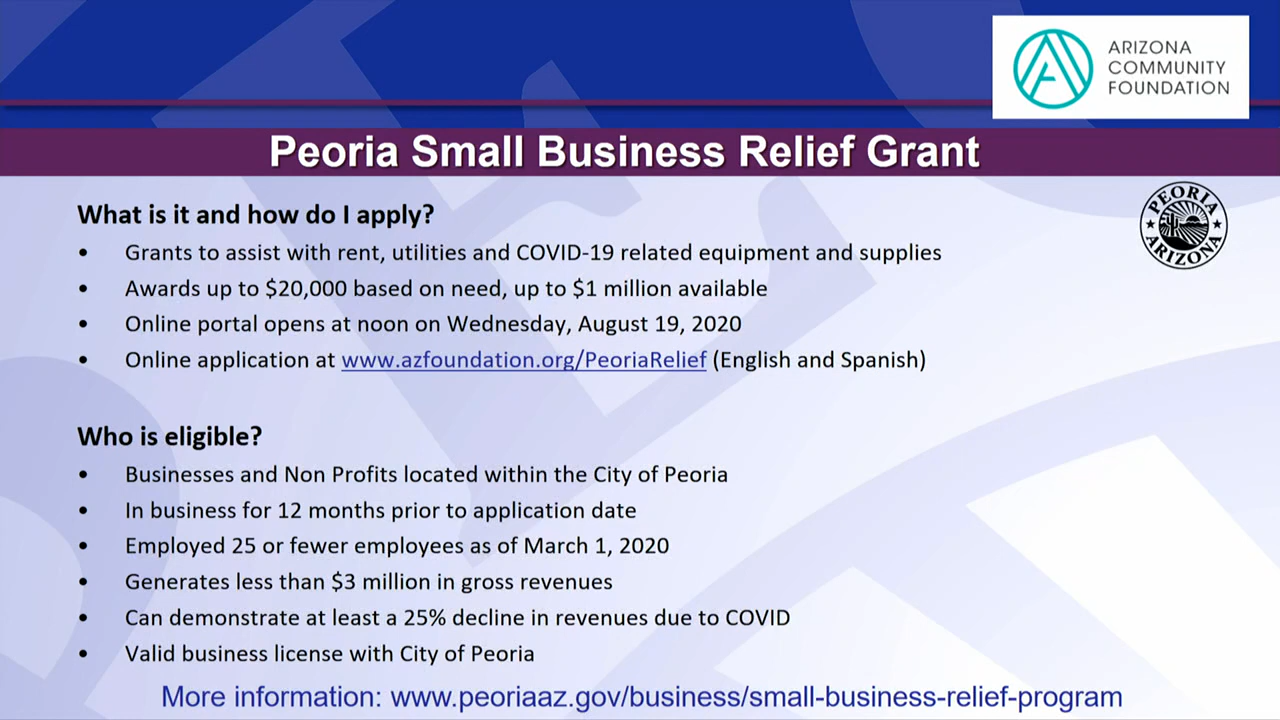 ARIZONA
COMMUNITY
FOUNDATION
Peoria Small Business Relief Grant
PEORIA
ARIZONA
What is it and how do I apply?
• Grants to assist with rent, utilities and COVID-19 related equipment and supplies
• Awards up to $20,000 based on need, up to $1 million available
• Online portal opens at noon on Wednesday, August 19, 2020
• Online application at www.azfoundation.org/PeoriaRelief (English and Spanish)
Who is eligible?
• Businesses and Non Profits located within the City of Peoria
• In business for 12 months prior to application date
• Employed 25 or fewer employees as of March 1, 2020
• Generates less than $3 million in gross revenues
• Can demonstrate at least a 25% decline in revenues due to COVID
• Valid business license with City of Peoria
More information: www.peoriaaz.gov/business/small-business-relief-program